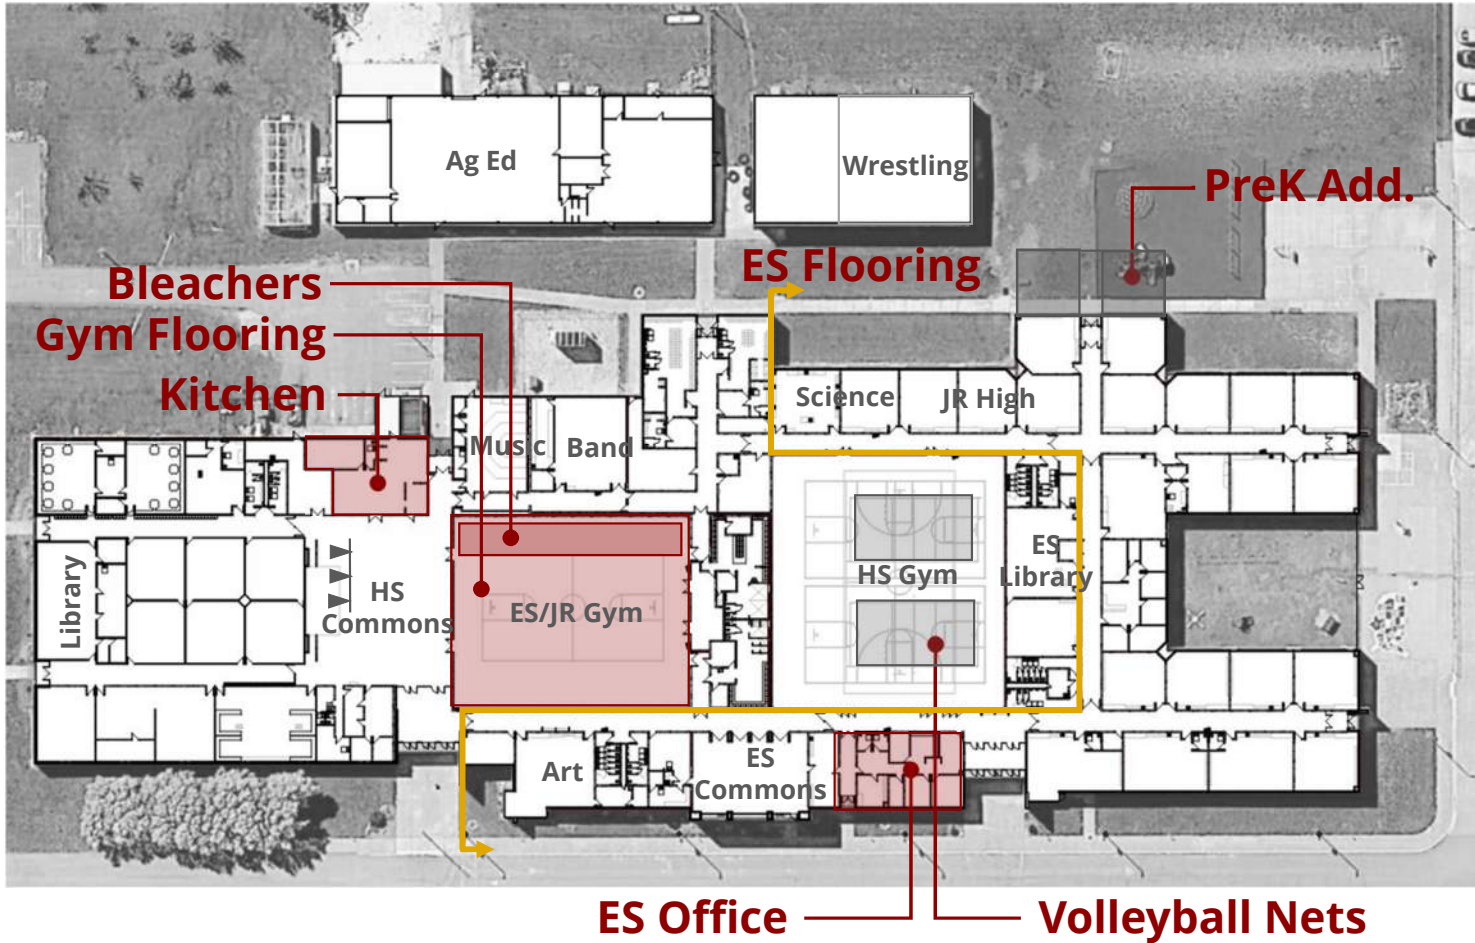 Ag Ed
Wrestling
PreK Add.
ES Flooring
Bleachers
Gym Flooring
Kitchen
Science
JR High
Music
Band
ES
Library
HS Gym
Library
HS
Commons
ES/JR Gym
Art
ES
Commons
ES Office
Volleyball Nets